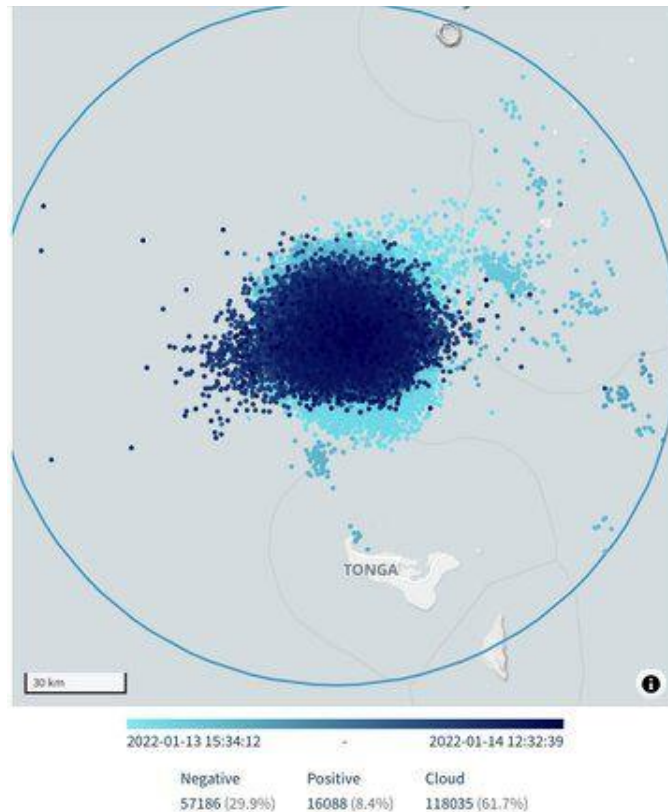 TONGA
30 km
2022-01-13 15:34:12 - 2022-01-14 12:32:39
Negative Positive Cloud
57186 (29.9%) 16088 (8.4%) 118035 (61.7%)